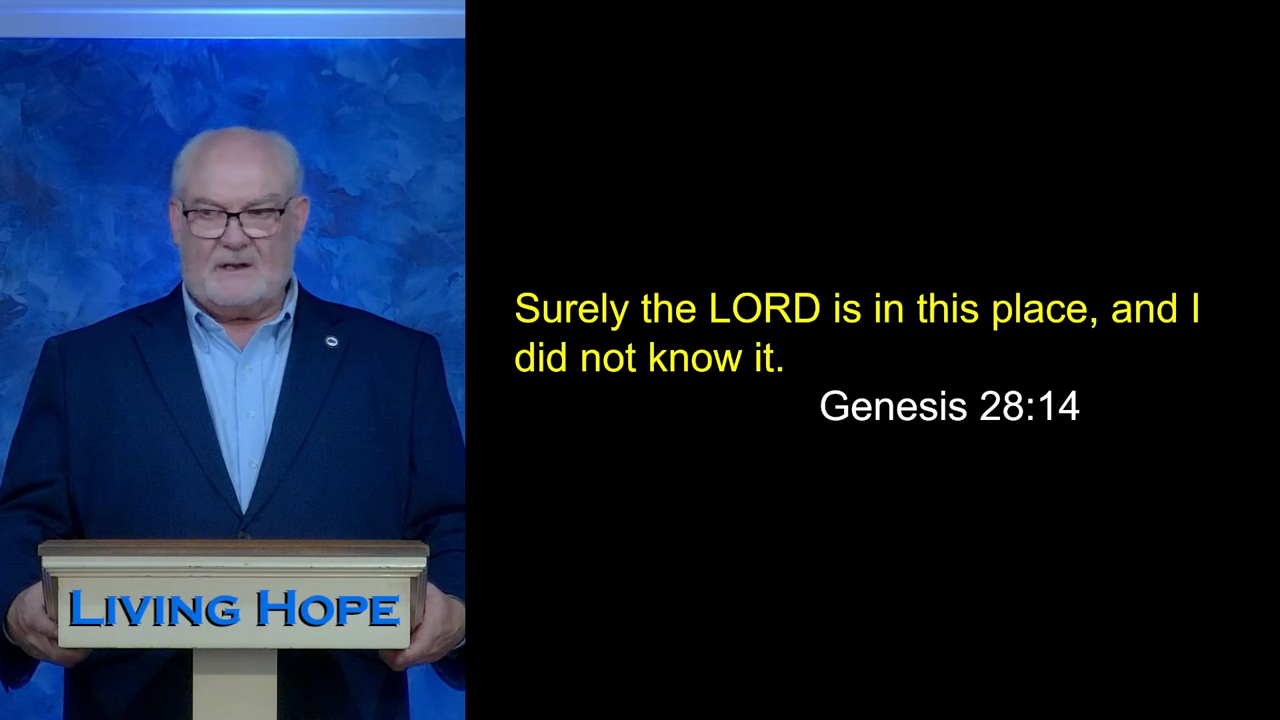 LIVING HOPE
Surely the LORD is in this place, and I
did not know it.
Genesis 28:14